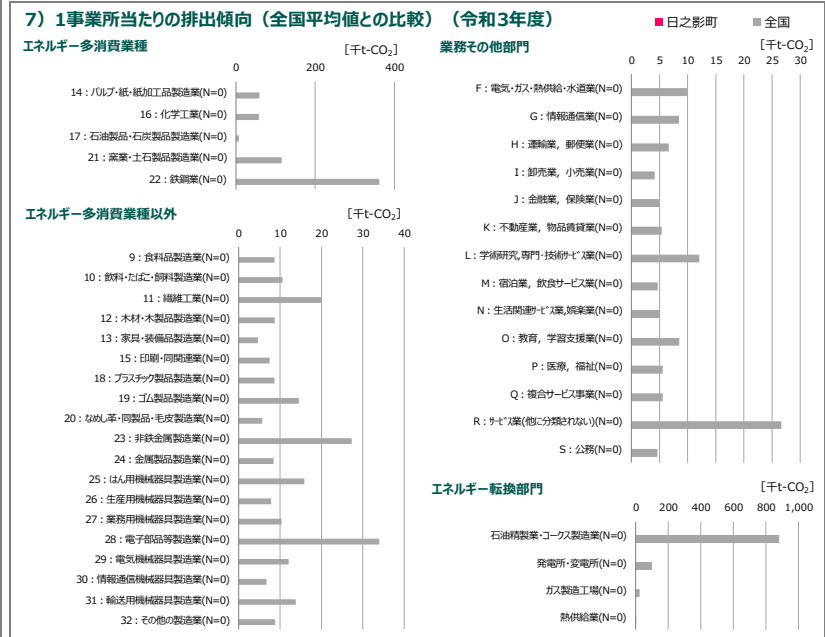 7）1事業所当たりの排出傾向（全国平均値との比較）（令和3年度）
■日之影町 ■全国
エネルギー多消費業種
[千t-CO₂]
0 200 400
14：パルプ・紙・紙加工品製造業(N=0)
16：化学工業(N=0)
17：石油製品・石炭製品製造業(N=0)
21：窯業・土石製品製造業(N=0)
22：鉄鋼業(N=0)
エネルギー多消費業種以外
[千t-CO₂]
0 10 20 30 40
9：食料品製造業(N=0)
10：飲料・たばこ・飼料製造業(N=0)
11：繊維工業(N=0)
12：木材・木製品製造業(N=0)
13：家具・装備品製造業(N=0)
15：印刷・同関連業(N=0)
18：プラスチック製品製造業(N=0)
19：ゴム製品製造業(N=0)
20：なめし革・同製品・毛皮製造業(N=0)
23：非鉄金属製造業(N=0)
24：金属製品製造業(N=0)
25：はん用機械器具製造業(N=0)
26：生産用機械器具製造業(N=0)
27：業務用機械器具製造業(N=0)
28：電子部品等製造業(N=0)
29：電気機械器具製造業(N=0)
30：情報通信機械器具製造業(N=0)
31：輸送用機械器具製造業(N=0)
32：その他の製造業(N=0)
業務その他部門
[千t-CO₂]
0 5 10 15 20 25 30
F：電気・ガス・熱供給・水道業(N=0)
G：情報通信業(N=0)
H：運輸業，郵便業(N=0)
I：卸売業，小売業(N=0)
J：金融業，保険業(N=0)
K：不動産業，物品賃貸業(N=0)
L：学術研究,専門・技術ｻｰﾋﾞｽ業(N=0)
M：宿泊業，飲食サービス業(N=0)
N：生活関連ｻｰﾋﾞｽ業,娯楽業(N=0)
O：教育，学習支援業(N=0)
P：医療，福祉(N=0)
Q：複合サービス事業(N=0)
R：ｻｰﾋﾞｽ業(他に分類されない)(N=0)
S：公務(N=0)
エネルギー転換部門
[千t-CO₂]
0 200 400 600 800 1,000
石油精製業・コークス製造業(N=0)
発電所・変電所(N=0)
ガス製造工場(N=0)
熱供給業(N=0)